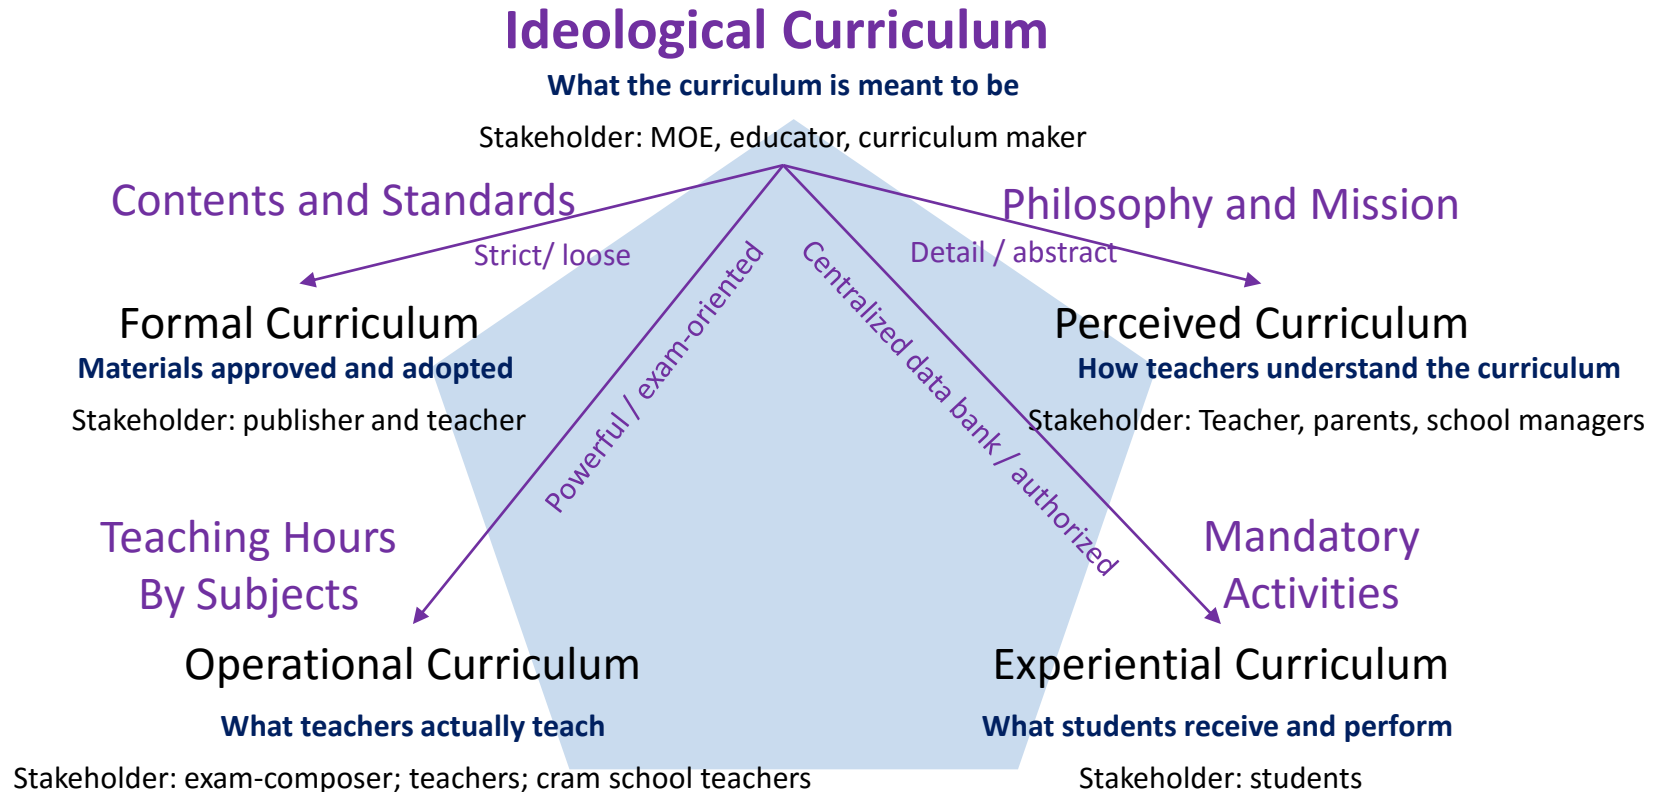 Ideological Curriculum
What the curriculum is meant to be
Stakeholder: MOE, educator, curriculum maker
Contents and Standards
Philosophy and Mission
Strict/ loose
Detail / abstract
Powerful / exam-oriented
Centralized data bank / authorized
Formal Curriculum
Materials approved and adopted
Stakeholder: publisher and teacher
Perceived Curriculum
How teachers understand the curriculum
Stakeholder: Teacher, parents, school managers
Teaching Hours
By Subjects
Mandatory
Activities
Operational Curriculum
What teachers actually teach
Stakeholder: exam-composer; teachers; cram school teachers
Experiential Curriculum
What students receive and perform
Stakeholder: students